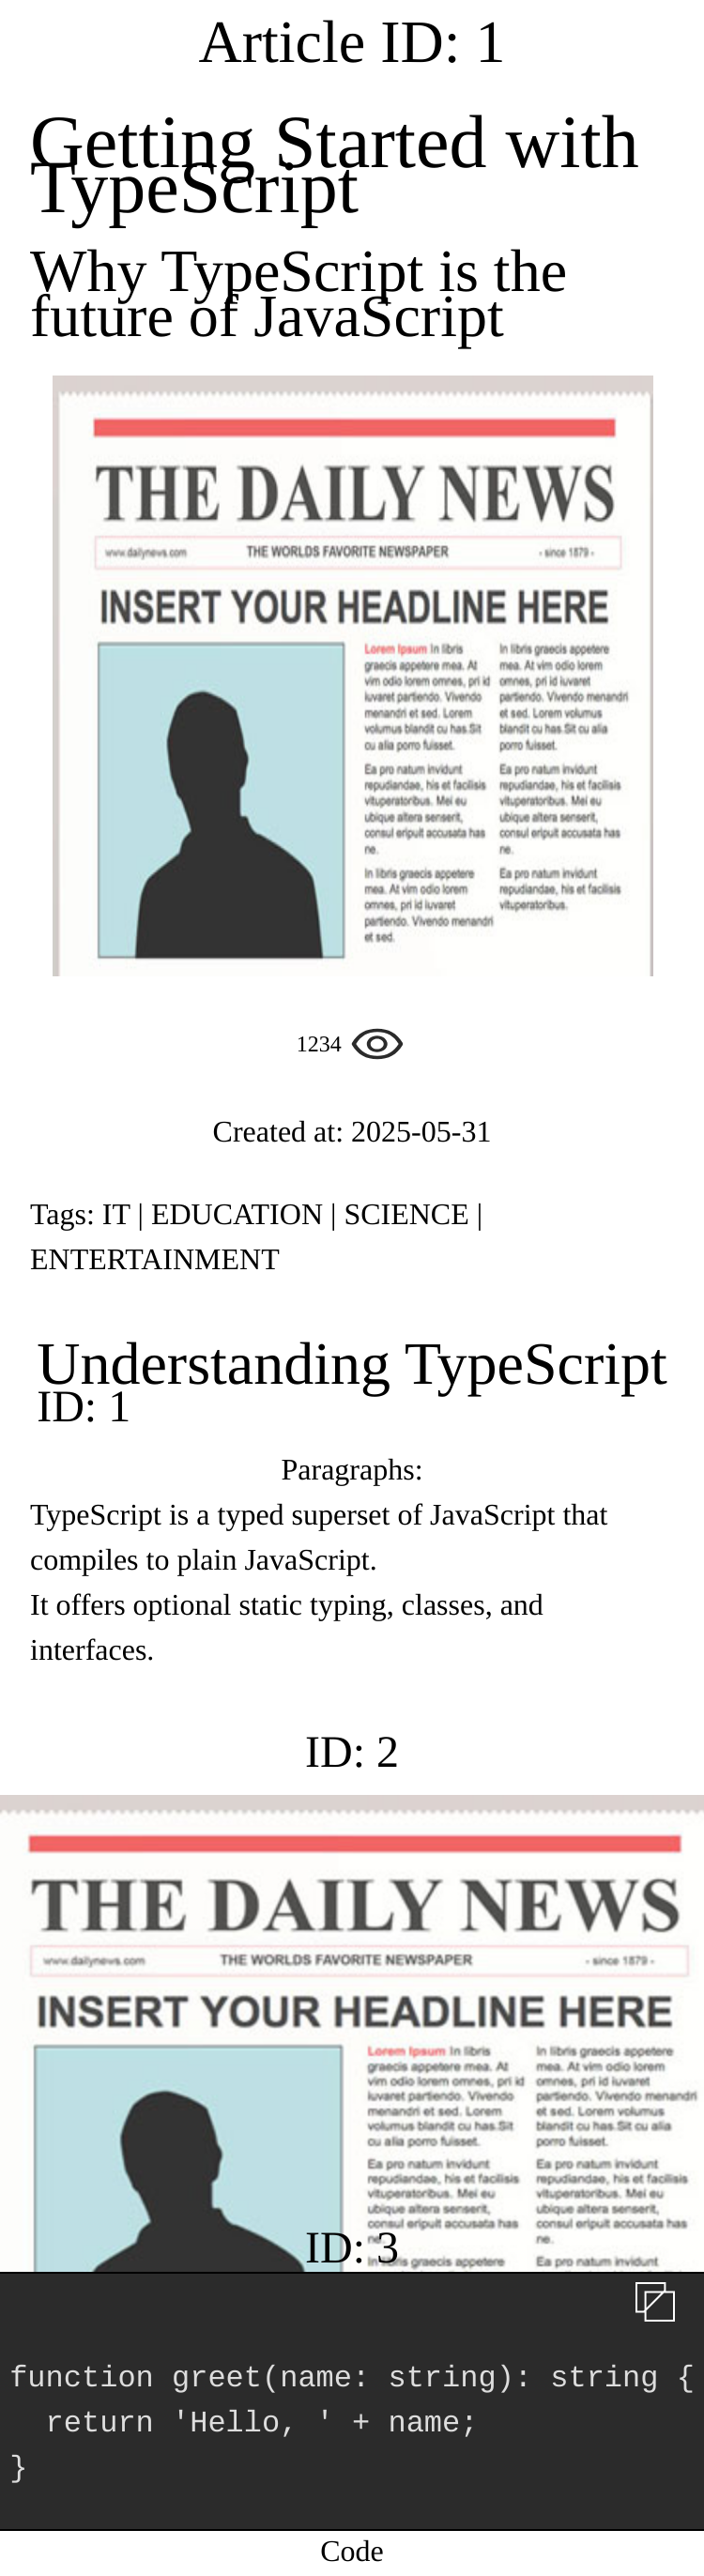 Article ID: 1
Getting Started with
TypeScript
Why TypeScript is the
future of JavaScript
THE DAILY NEWS
www.dailynews.com THE WORLDS FAVORITE NEWSPAPER - since 1879 -
INSERT YOUR HEADLINE HERE
Lorem Ipsum In libris
graecis appetere mea. At
vim odio lorem omnes, pri id
iuvaret partiendo. Vivendo
menandri et sed. Lorem
volumus blandit cu has.Sit
cu alia porro fuisset.
Ea pro natum invidunt
repudiandae, his et facilisis
vituperatoribus. Mei eu
ubique altera senserit,
consul eripuit accusata has
ne.
In libris graecis appetere
mea. At vim odio lorem
omnes, pri id iuvaret
partiendo. Vivendo menandri
et sed.
In libris graecis appetere
mea. At vim odio lorem
omnes, pri id iuvaret
partiendo. Vivendo menandri
et sed. Lorem volumus
blandit cu has.Sit cu alia
porro fuisset.
Ea pro natum invidunt
repudiandae, his et facilisis
vituperatoribus. Mei eu
ubique altera senserit,
consul eripuit accusata has
ne.
Ea pro natum invidunt
repudiandae, his et facilisis
vituperatoribus.
1234
Created at: 2025-05-31
Tags: IT | EDUCATION | SCIENCE |
ENTERTAINMENT
Understanding TypeScript
ID: 1
Paragraphs:
TypeScript is a typed superset of JavaScript that
compiles to plain JavaScript.
It offers optional static typing, classes, and
interfaces.
ID: 2
THE DAILY NEWS
www.dailynews.com THE WORLDS FAVORITE NEWSPAPER - since 1879 -
INSERT YOUR HEADLINE HERE
Lorem Ipsum In libris
graecis appetere mea. At
vim odio lorem omnes, pri id
iuvaret partiendo. Vivendo
menandri et sed. Lorem
volumus blandit cu has.Sit
cu alia porro fuisset.
Ea pro natum invidunt
repudiandae, his et facilisis
vituperatoribus. Mei eu
ubique altera senserit,
consul eripuit accusata has
In libris graecis appetere
In libris graecis appetere
mea. At vim odio lorem
omnes, pri id iuvaret
partiendo. Vivendo menandri
et sed. Lorem volumus
blandit cu has.Sit cu alia
porro fuisset.
Ea pro natum invidunt
repudiandae, his et facilisis
vituperatoribus. Mei eu
ubique altera senserit,
consul eripuit accusata has
ne.
Ea pro natum invidunt
ID: 3
function greet(name: string): string {
  return 'Hello, ' + name;
}
Code